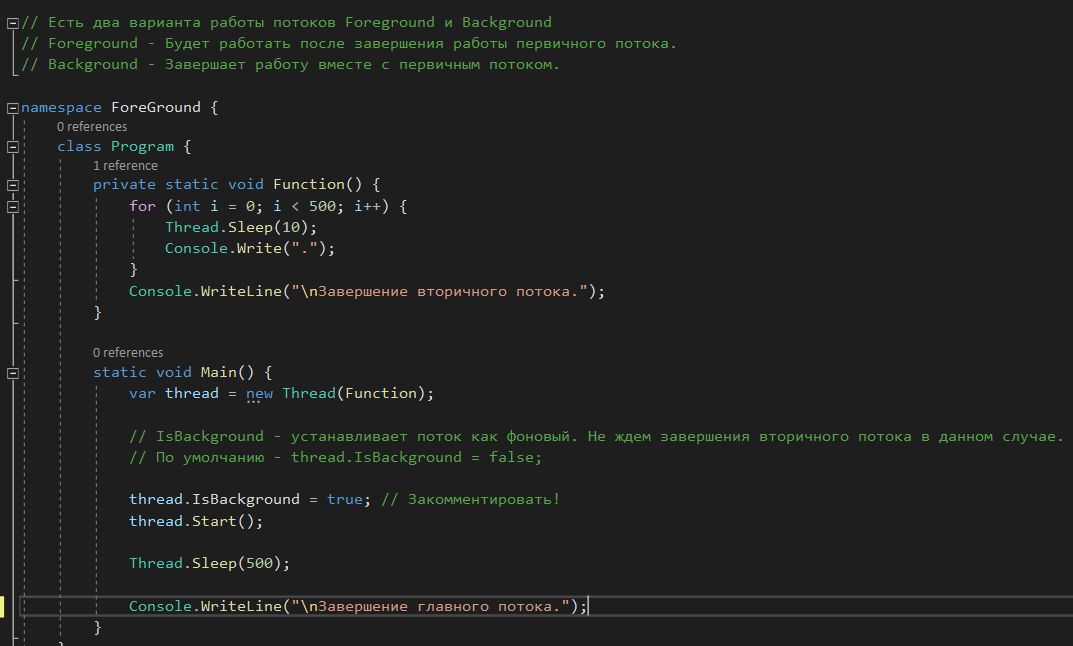 // Есть два варианта работы потоков Foreground и Background
// Foreground - Будет работать после завершения работы первичного потока.
// Background - Завершает работу вместе с первичным потоком.
namespace ForeGround {
0 references
class Program {
1 reference
private static void Function() {
for (int i = 0; i < 500; i++) {
Thread.Sleep(10);
Console.Write(".");
}
Console.WriteLine("\nЗавершение вторичного потока.");
}
0 references
static void Main() {
var thread = new Thread(Function);
// IsBackground - устанавливает поток как фоновый. Не ждем завершения вторичного потока в данном случае.
// По умолчанию - thread.IsBackground = false;
thread.IsBackground = true; // Закомментировать!
thread.Start();
Thread.Sleep(500);
Console.WriteLine("\nЗавершение главного потока.");
}